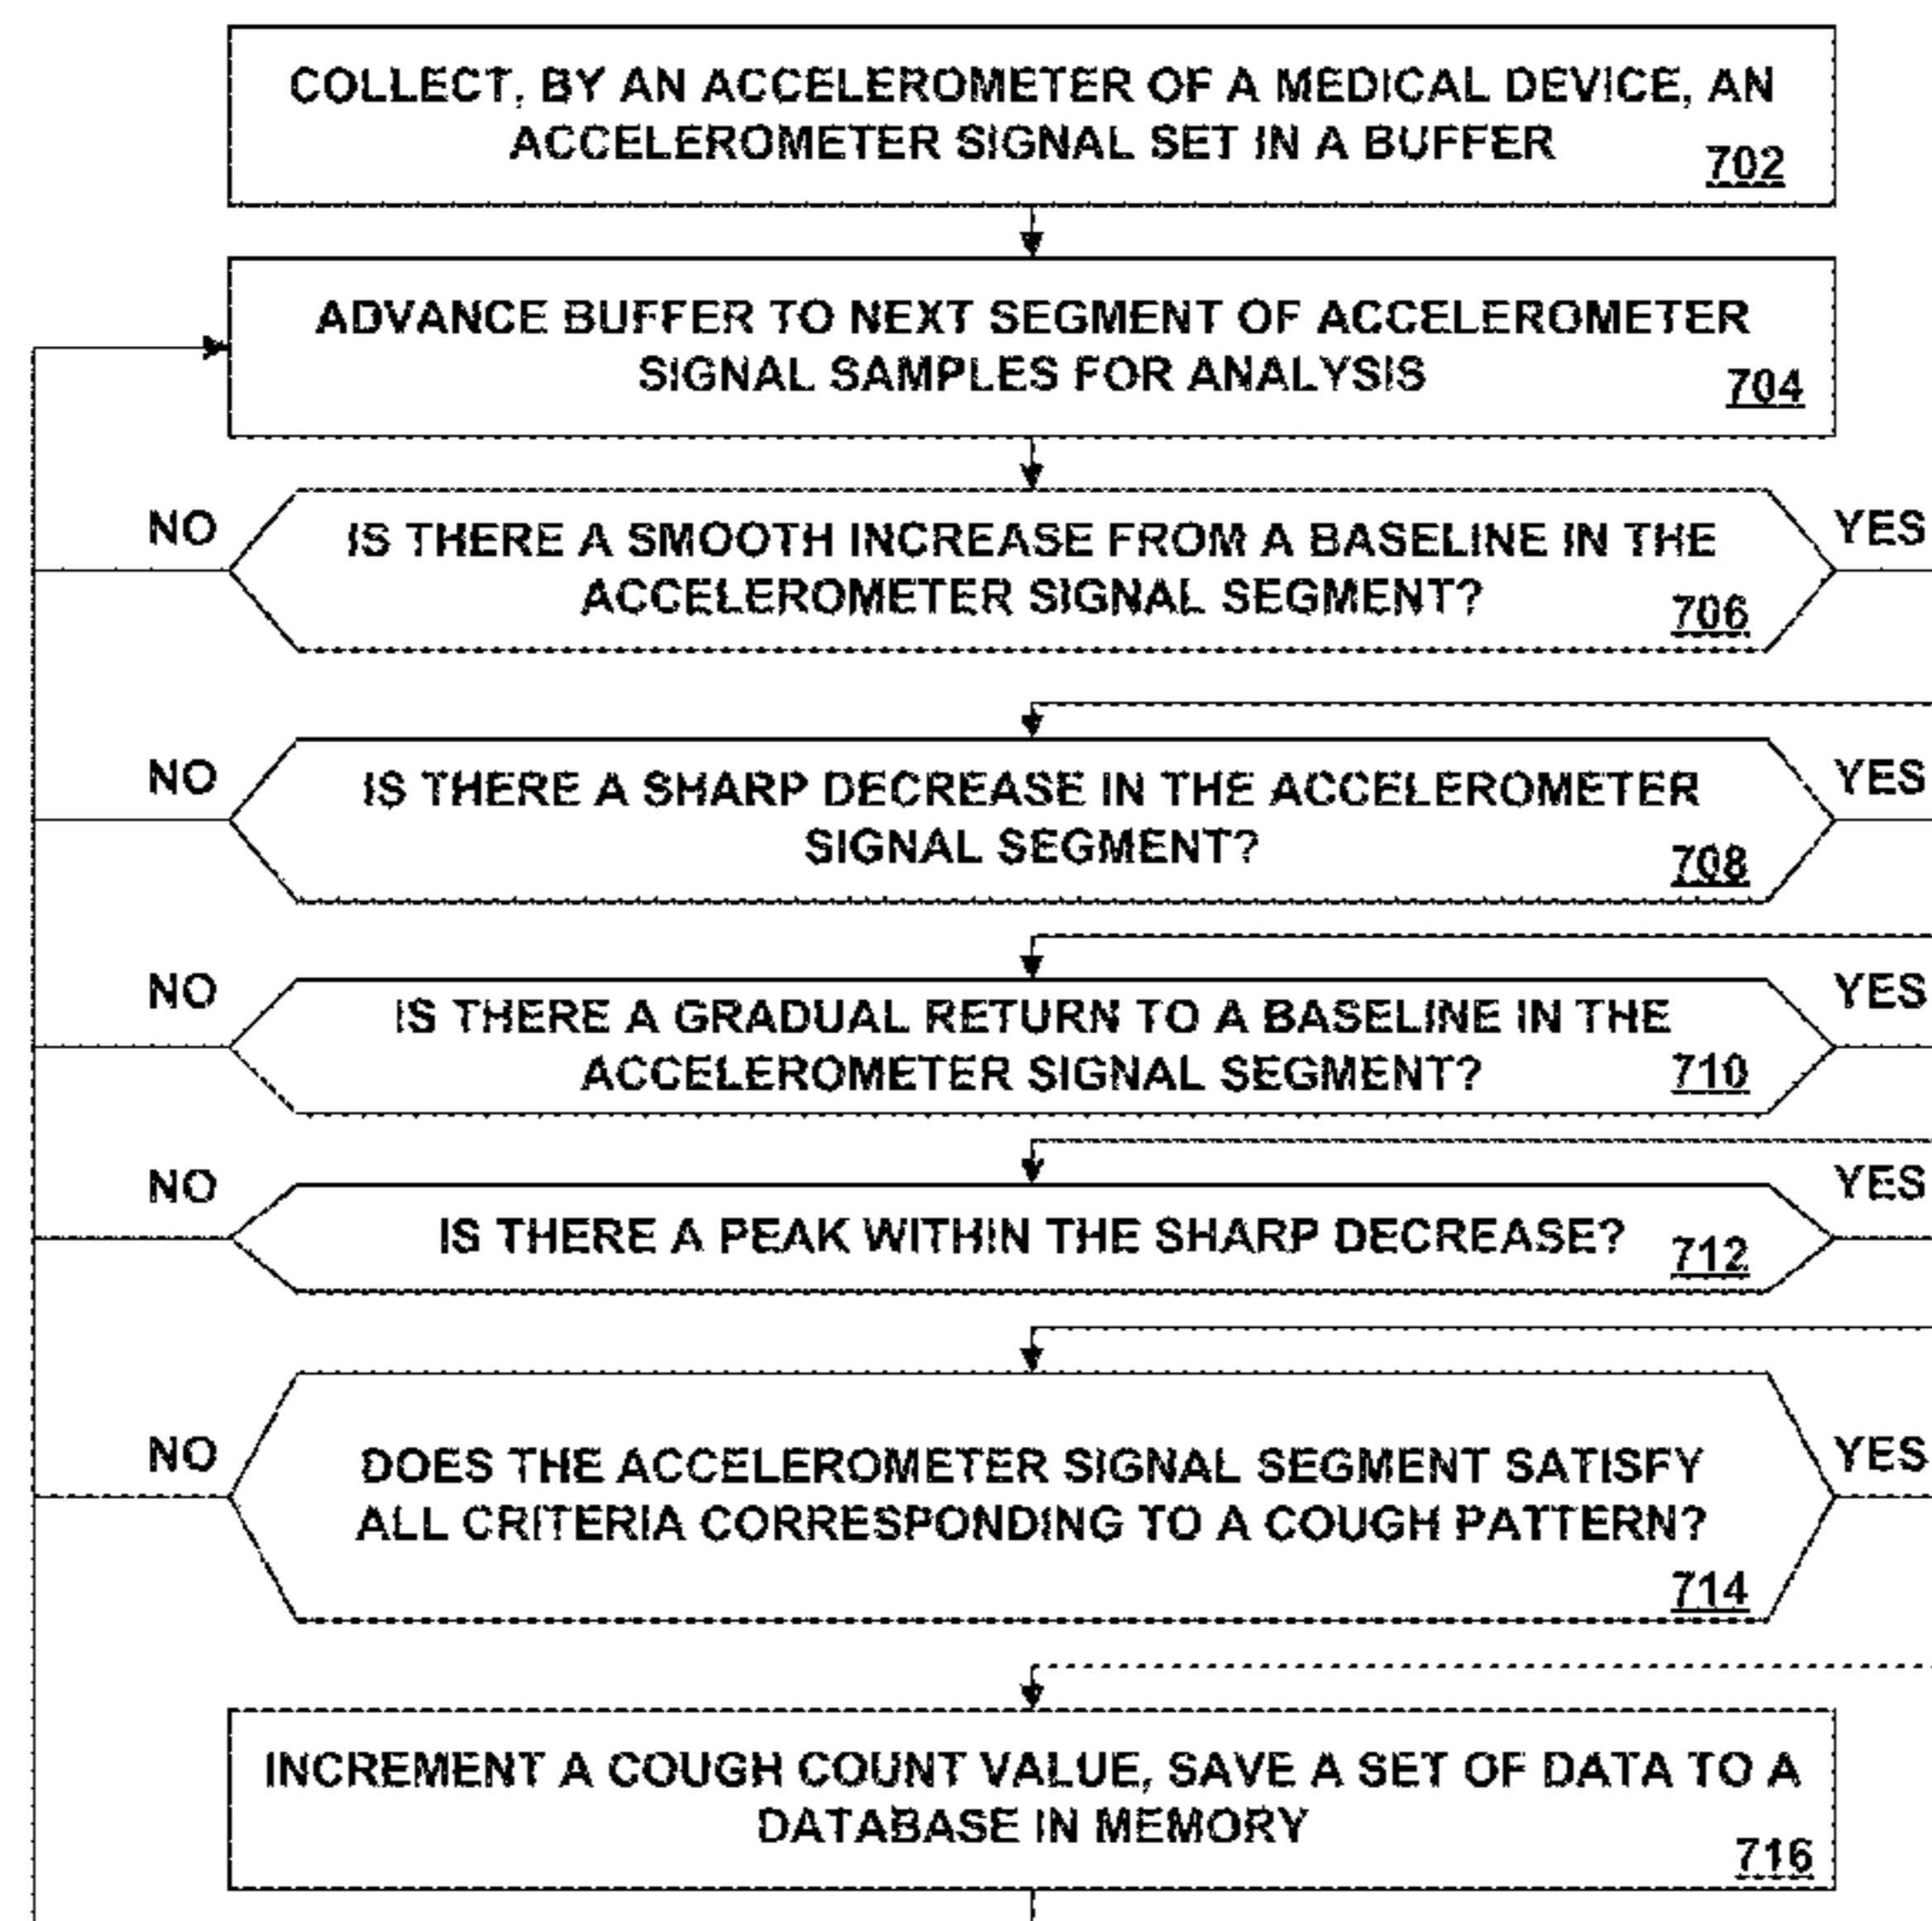 COLLECT, BY AN ACCELEROMETER OF A MEDICAL DEVICE, AN
ACCELEROMETER SIGNAL SET IN A BUFFER
702
ADVANCE BUFFER TO NEXT SEGMENT OF ACCELEROMETER
SIGNAL SAMPLES FOR ANALYSIS
704
NO
IS THERE A SMOOTH INCREASE FROM A BASELINE IN THE
ACCELEROMETER SIGNAL SEGMENT?
706
YES
NO
IS THERE A SHARP DECREASE IN THE ACCELEROMETER
SIGNAL SEGMENT?
708
YES
NO
IS THERE A GRADUAL RETURN TO A BASELINE IN THE
ACCELEROMETER SIGNAL SEGMENT?
710
YES
NO
IS THERE A PEAK WITHIN THE SHARP DECREASE?
712
YES
NO
DOES THE ACCELEROMETER SIGNAL SEGMENT SATISFY
ALL CRITERIA CORRESPONDING TO A COUGH PATTERN?
714
YES
INCREMENT A COUGH COUNT VALUE, SAVE A SET OF DATA TO A
DATABASE IN MEMORY
716